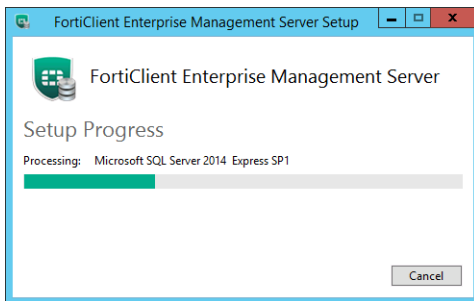 FortiClient Enterprise Management Server Setup
FortiClient Enterprise Management Server
Setup Progress
Processing: Microsoft SQL Server 2014 Express SP1
Cancel